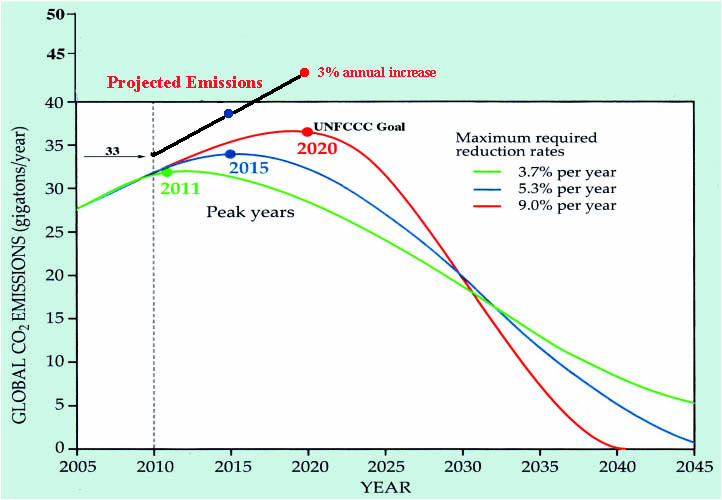 50
45
Projected Emissions
3% annual increase
40
UNFCCC Goal
33
35
2020
2015
2011
Peak years
Maximum required
reduction rates
3.7% per year
5.3% per year
9.0% per year
30
25
20
15
10
5
0
GLOBAL CO₂ EMISSIONS (gigatons/year)
2005 2010 2015 2020 2025 2030 2035 2040 2045
YEAR